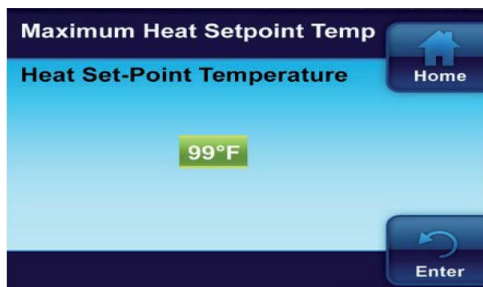 Maximum Heat Setpoint Temp
Home
Heat Set-Point Temperature
99°F
Enter